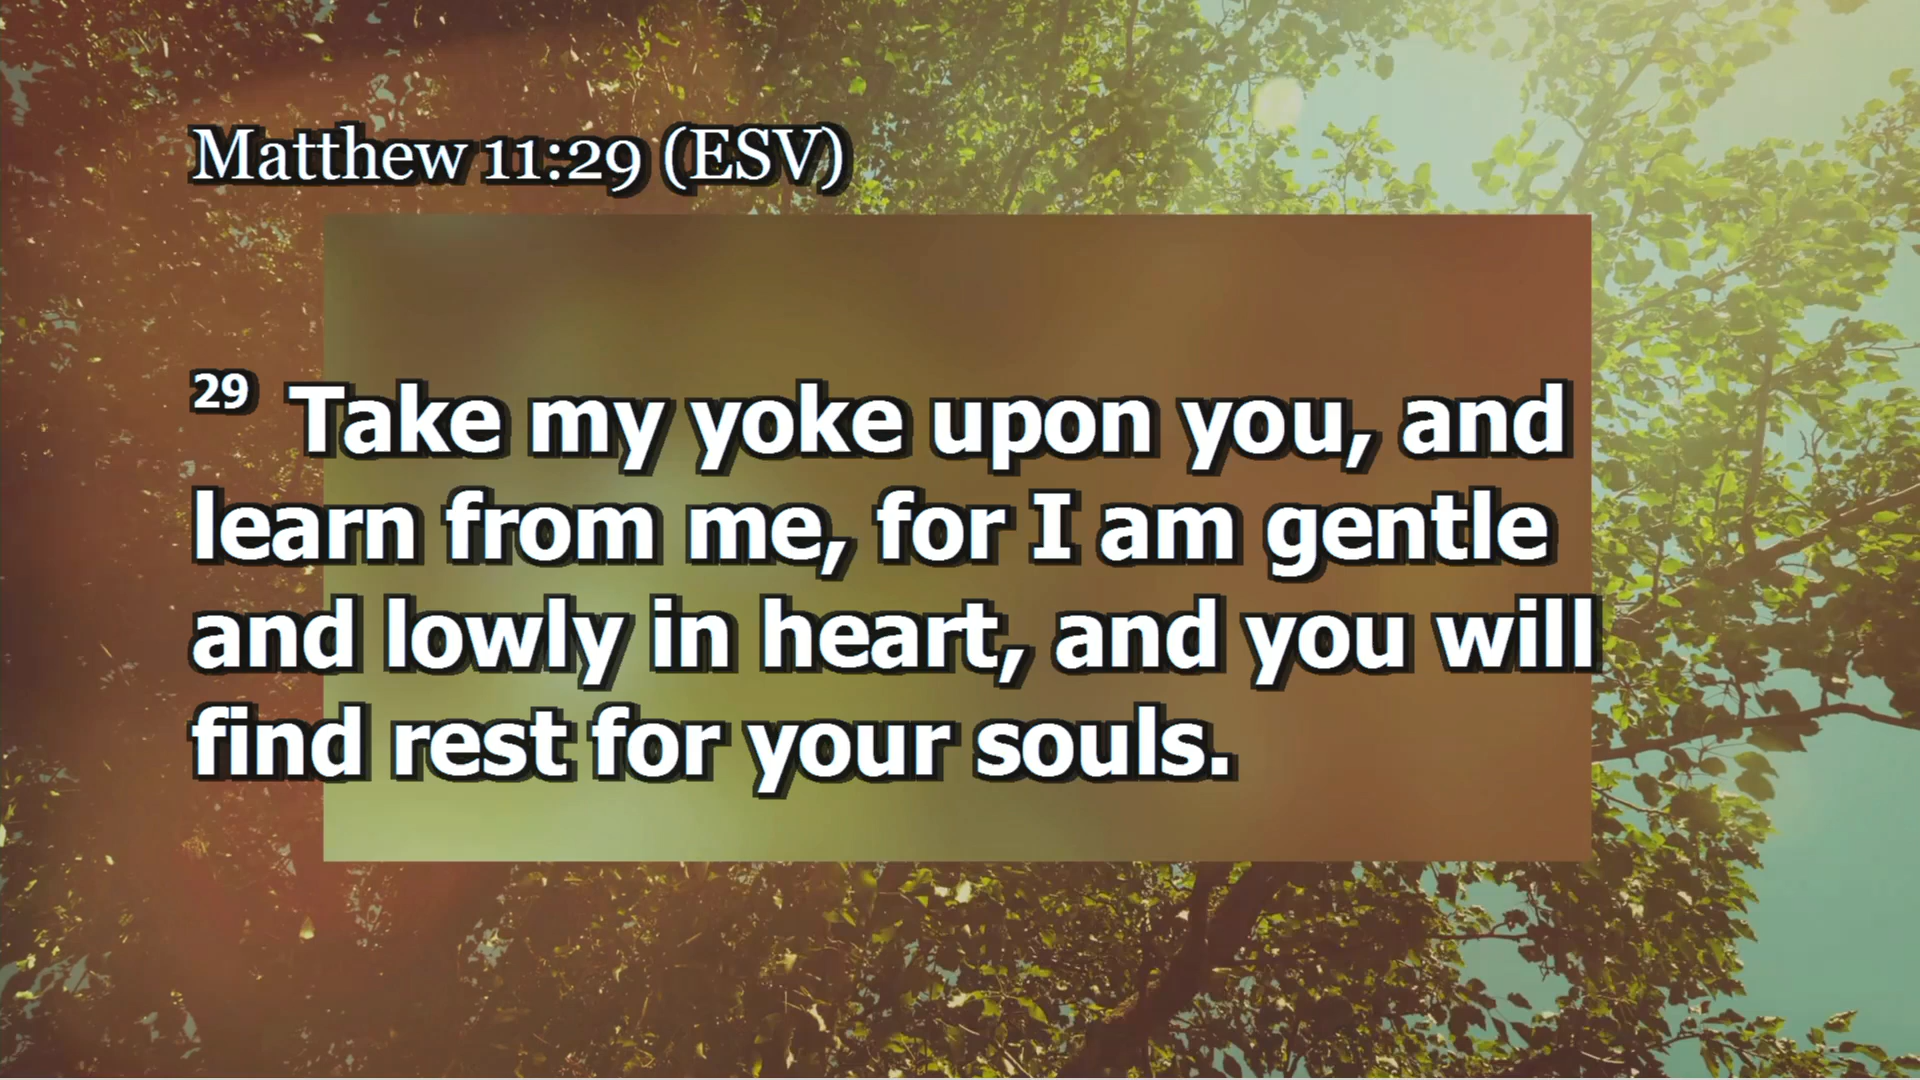 Matthew 11:29 (ESV)
29 Take my yoke upon you, and
learn from me, for I am gentle
and lowly in heart, and you will
find rest for your souls.